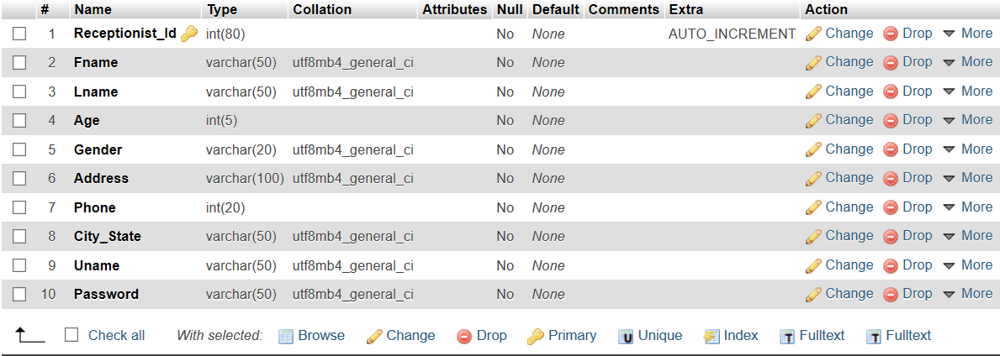 # Name Type Collation Attributes Null Default Comments Extra Action
1 Receptionist_Id int(80) No None AUTO_INCREMENT Change Drop More
2 Fname varchar(50) utf8mb4_general_ci No None Change Drop More
3 Lname varchar(50) utf8mb4_general_ci No None Change Drop More
4 Age int(5) No None Change Drop More
5 Gender varchar(20) utf8mb4_general_ci No None Change Drop More
6 Address varchar(100) utf8mb4_general_ci No None Change Drop More
7 Phone int(20) No None Change Drop More
8 City_State varchar(50) utf8mb4_general_ci No None Change Drop More
9 Uname varchar(50) utf8mb4_general_ci No None Change Drop More
10 Password varchar(50) utf8mb4_general_ci No None Change Drop More
Check all With selected: Browse Change Drop Primary U Unique Index T Fulltext T Fulltext